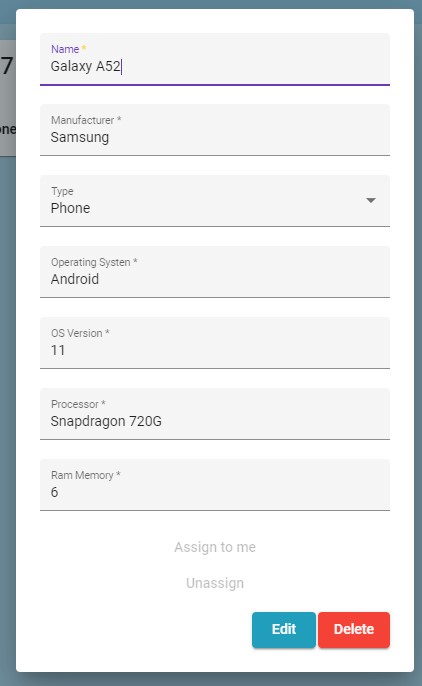 7
one
Name *
Galaxy A52
Manufacturer *
Samsung
Type
Phone
Operating Systen *
Android
OS Version *
11
Processor *
Snapdragon 720G
Ram Memory *
6
Assign to me
Unassign
Edit Delete